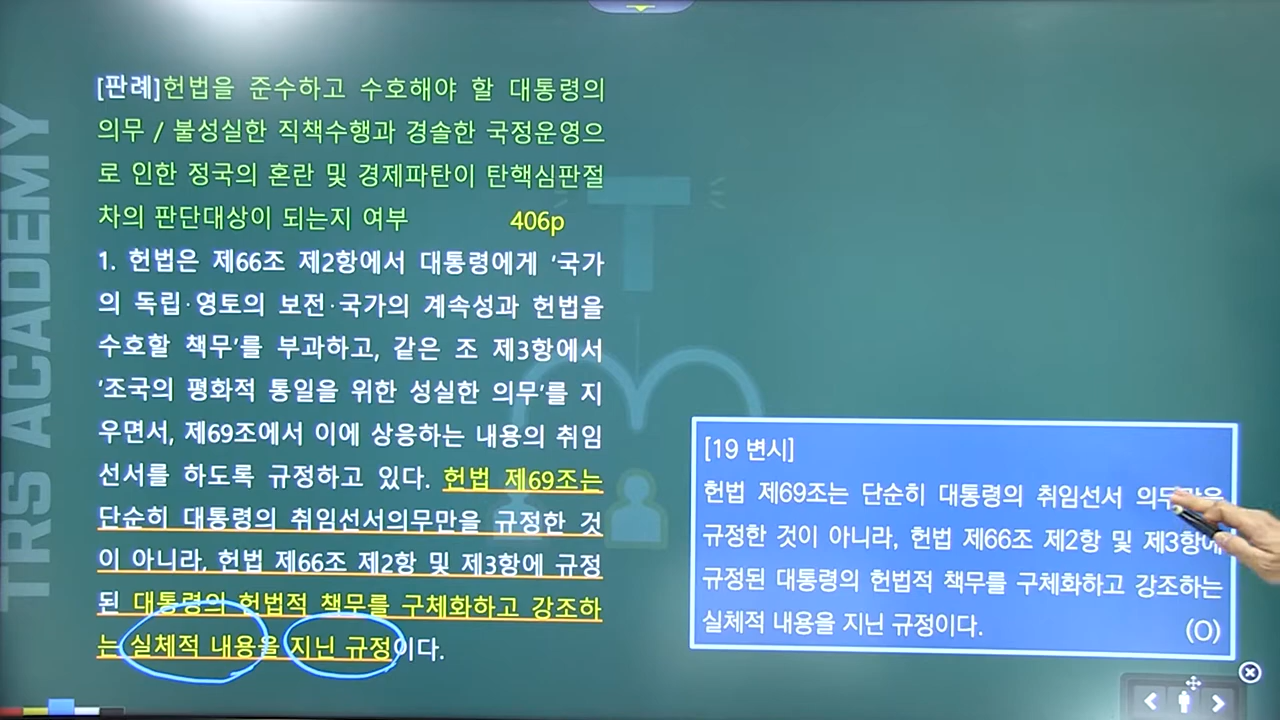 [판례]헌법을 준수하고 수호해야 할 대통령의
의무 / 불성실한 직책수행과 경솔한 국정운영으
로 인한 정국의 혼란 및 경제파탄이 탄핵심판절
차의 판단대상이 되는지 여부 406p
1. 헌법은 제66조 제2항에서 대통령에게 ‘국가
의 독립·영토의 보전·국가의 계속성과 헌법을
수호할 책무’를 부과하고, 같은 조 제3항에서
‘조국의 평화적 통일을 위한 성실한 의무’를 지
우면서, 제69조에서 이에 상응하는 내용의 취임
선서를 하도록 규정하고 있다. 헌법 제69조는
단순히 대통령의 취임선서의무만을 규정한 것
이 아니라, 헌법 제66조 제2항 및 제3항에 규정
된 대통령의 헌법적 책무를 구체화하고 강조하
는 실체적 내용을 지닌 규정이다.
[19 변시]
헌법 제69조는 단순히 대통령의 취임선서 의무만을
규정한 것이 아니라, 헌법 제66조 제2항 및 제3항에
규정된 대통령의 헌법적 책무를 구체화하고 강조하는
실체적 내용을 지닌 규정이다. (O)
TRS ACADEMY